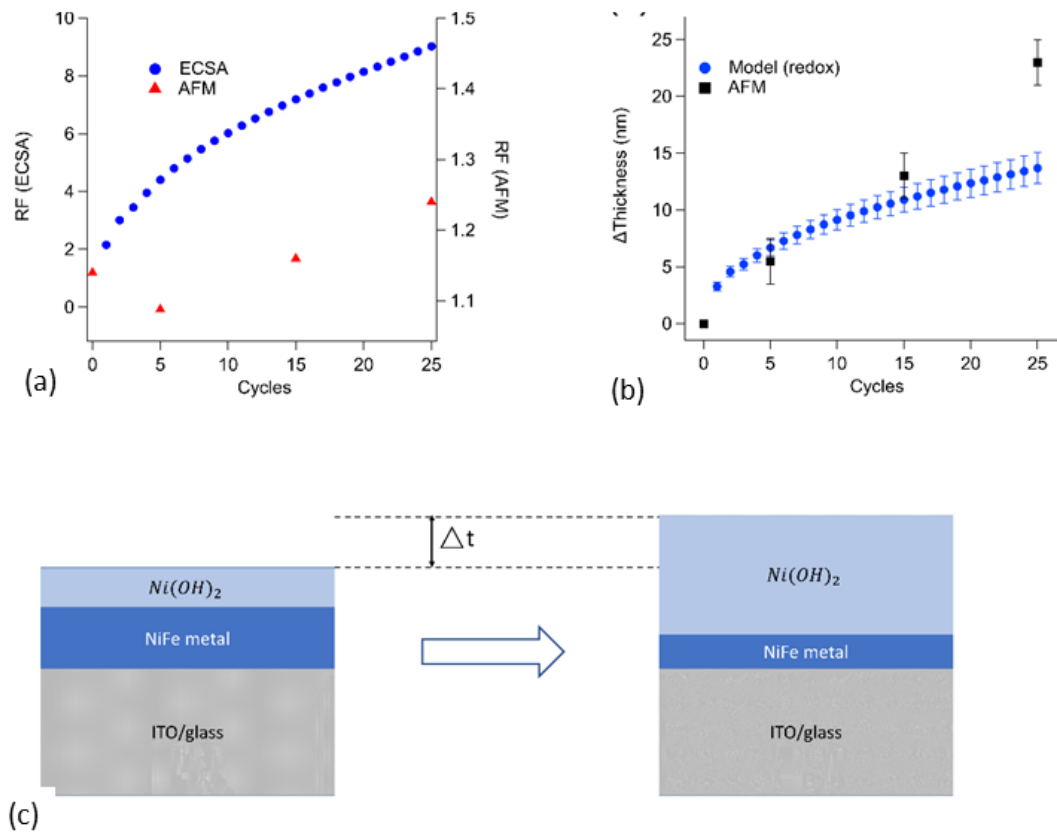 10
8
6
4
2
0
RF (ECSA)
ECSA
AFM
1.5
1.4
1.3
1.2
1.1
RF (AFM)
0 5 10 15 20 25
Cycles
(a)
25
20
15
10
5
0
ΔThickness (nm)
Model (redox)
AFM
0 5 10 15 20 25
Cycles
(b)
△t
Ni(OH)₂
NiFe metal
ITO/glass
Ni(OH)₂
NiFe metal
ITO/glass
(c)